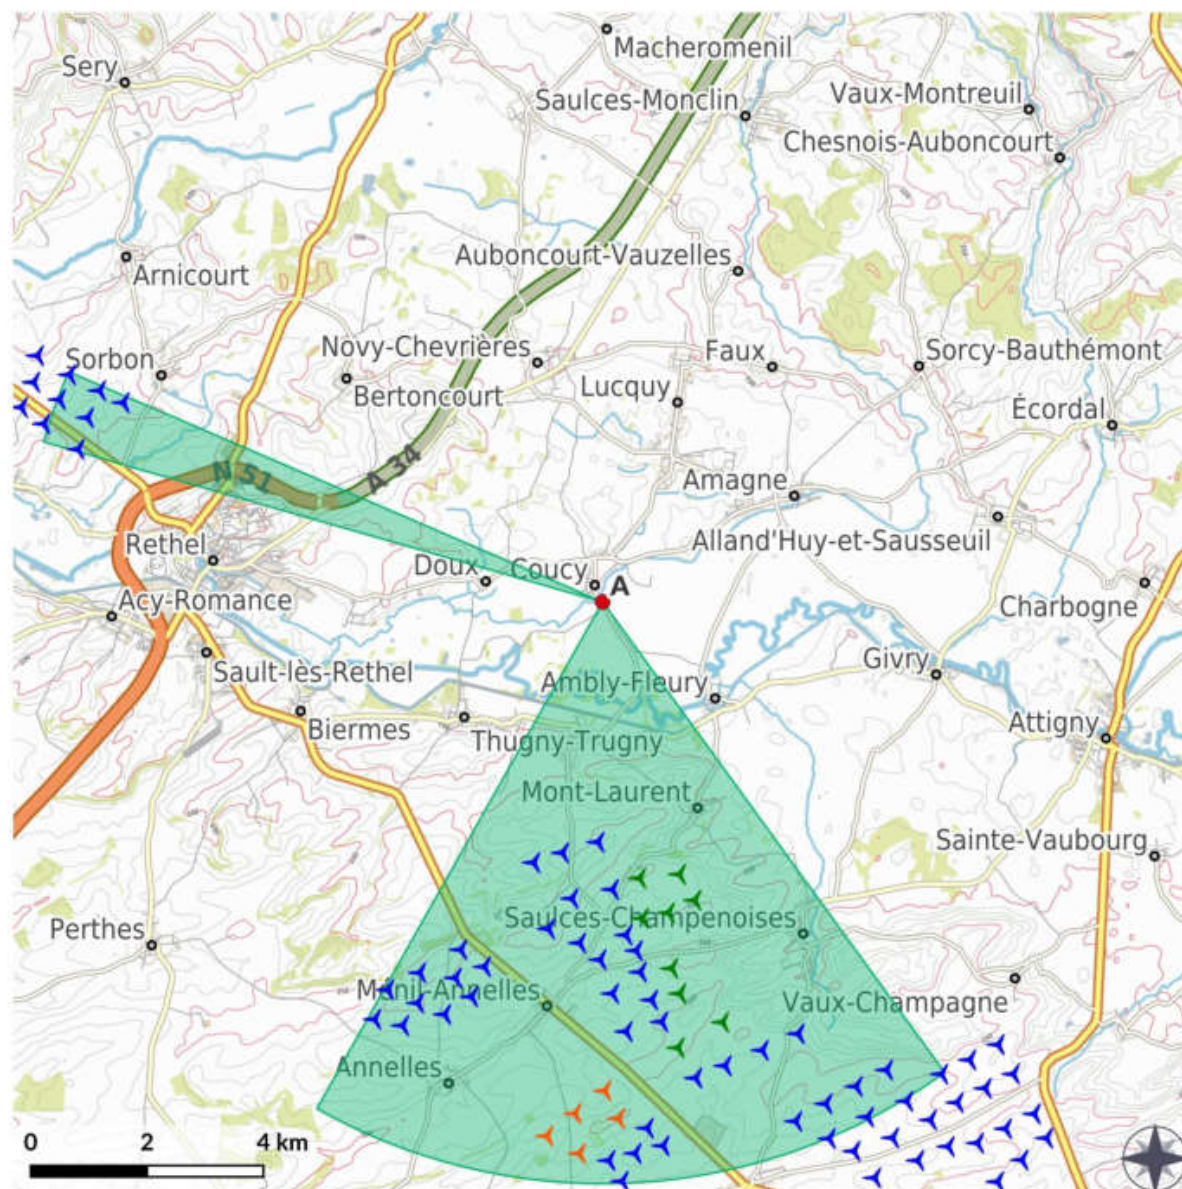 Macheromenil
Sery
Saulces-Monclin
Vaux-Montreuil
Chesnois-Auboncourt
Auboncourt-Vauzelles
Arnicourt
Sorbon
Novy-Chevrières
Faux
Sorcy-Bauthémont
Bertoncourt
Lucquy
Écordal
N 51
A 34
Amagne
Rethel
Doux
Coucy
A
Alland'Huy-et-Sausseuil
Acy-Romance
Charbogne
Sault-lès-Rethel
Ambly-Fleury
Givry
Biermes
Thugny-Trugny
Attigny
Mont-Laurent
Sainte-Vaubourg
Perthes
Saulces-Champenoises
Ménil-Annelles
Vaux-Champagne
Annelles
0 2 4 km